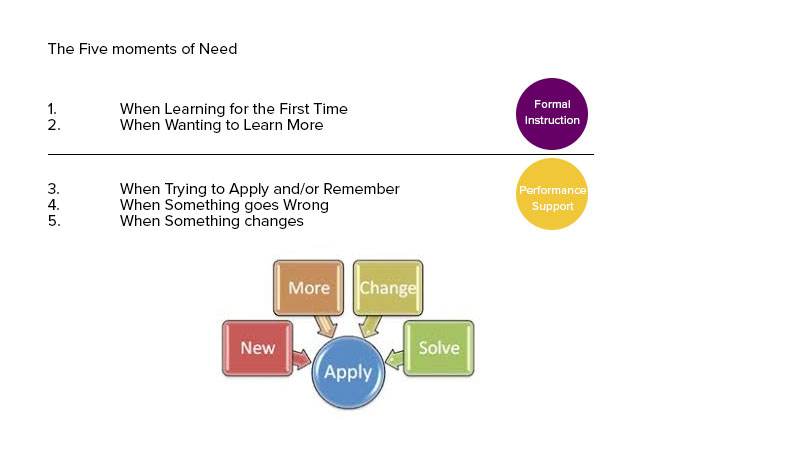 The Five moments of Need
1. When Learning for the First Time
2. When Wanting to Learn More
Formal
Instruction
3. When Trying to Apply and/or Remember
4. When Something goes Wrong
5. When Something changes
Performance
Support
More
Change
New
Solve
Apply